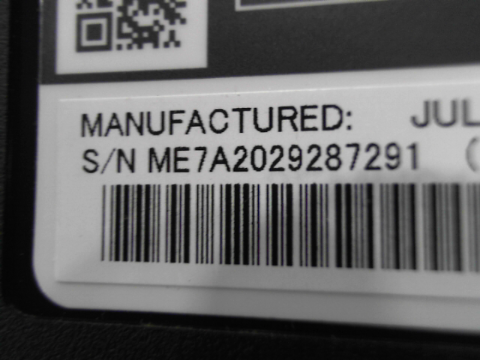 MANUFACTURED: JUL
S/N ME7A2029287291 (